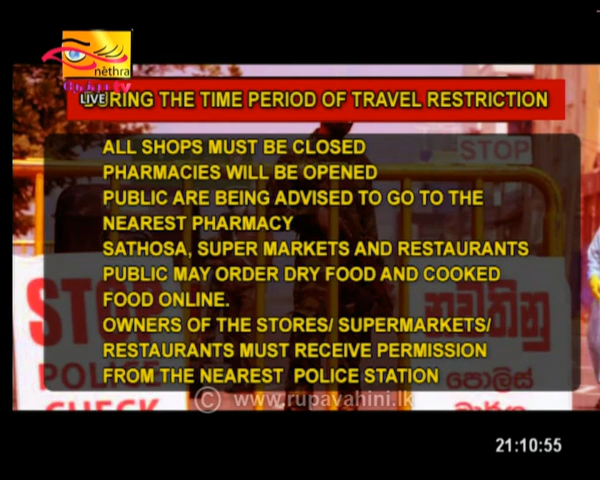 nëthra
LIVE
RING THE TIME PERIOD OF TRAVEL RESTRICTION
ALL SHOPS MUST BE CLOSED
STOP
PHARMACIES WILL BE OPENED
PUBLIC ARE BEING ADVISED TO GO TO THE
NEAREST PHARMACY
SATHOSA, SUPER MARKETS AND RESTAURANTS
PUBLIC MAY ORDER DRY FOOD AND COOKED
FOOD ONLINE.
OWNERS OF THE STORES/ SUPERMARKETS/
RESTAURANTS MUST RECEIVE PERMISSION
FROM THE NEAREST POLICE STATION
STOP
නවතිනු
පොලිස්
CHECK
© www.rupavahini.lk
21:10:55